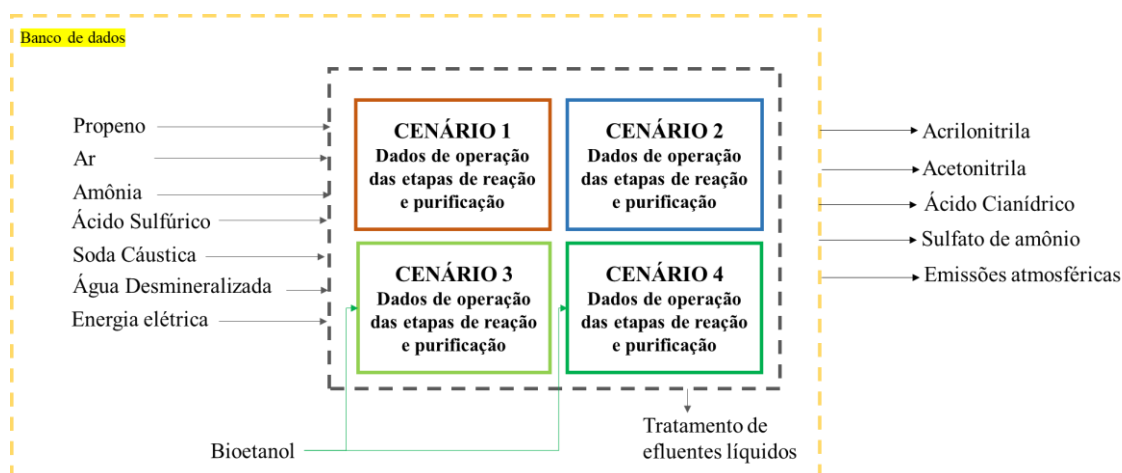 Banco de dados
Propeno
Ar
Amônia
Ácido Sulfúrico
Soda Cáustica
Água Desmineralizada
Energia elétrica
Bioetanol
CENÁRIO 1
Dados de operação
das etapas de reação
e purificação
CENÁRIO 2
Dados de operação
das etapas de reação
e purificação
CENÁRIO 3
Dados de operação
das etapas de reação
e purificação
CENÁRIO 4
Dados de operação
das etapas de reação
e purificação
Tratamento de
efluentes líquidos
Acrilonitrila
Acetonitrila
Ácido Cianídrico
Sulfato de amônio
Emissões atmosféricas